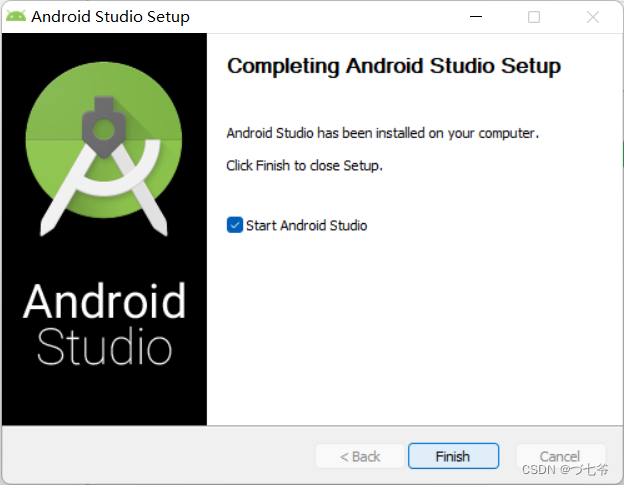 Android Studio Setup
Completing Android Studio Setup
Android Studio has been installed on your computer.
Click Finish to close Setup.
Start Android Studio
Android
Studio
< Back
Finish
Cancel
CSDN @づ七爷